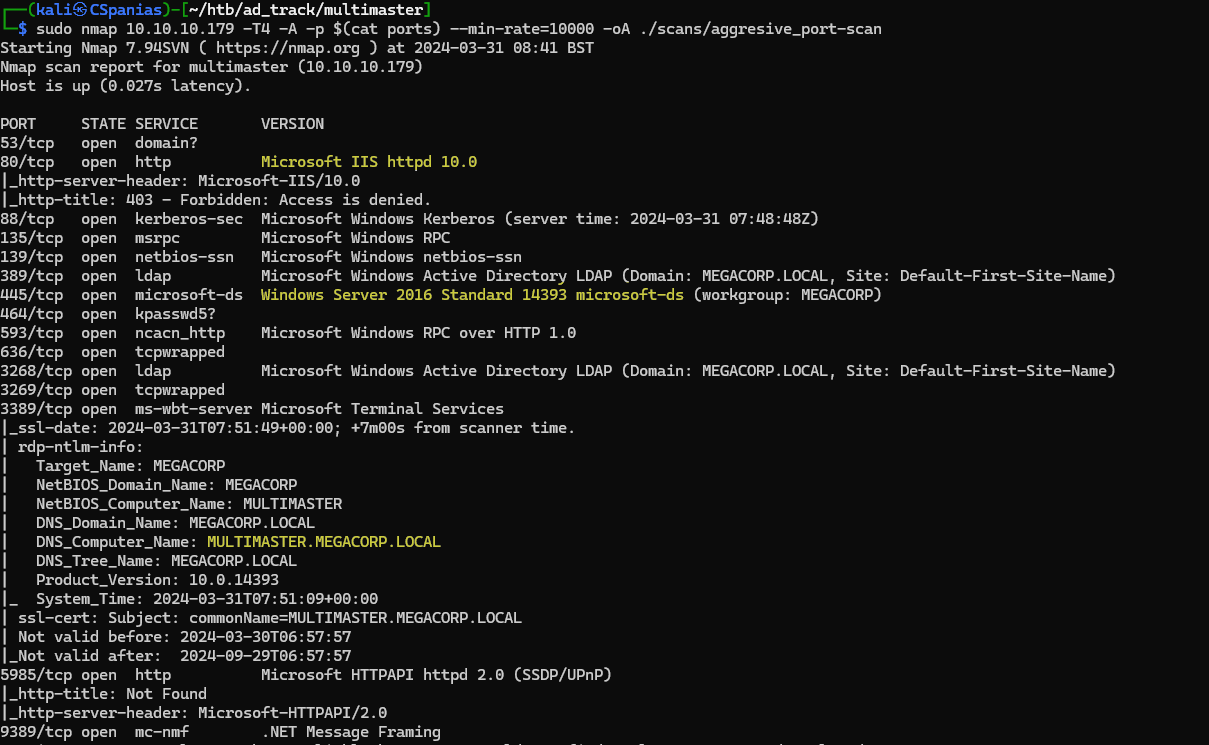 ┌──(kali㉿CSpanias)-[~/htb/ad_track/multimaster]
└─$ sudo nmap 10.10.10.179 -T4 -A -p $(cat ports) --min-rate=10000 -oA ./scans/aggresive_port-scan
Starting Nmap 7.94SVN ( https://nmap.org ) at 2024-03-31 08:41 BST
Nmap scan report for multimaster (10.10.10.179)
Host is up (0.027s latency).

PORT     STATE SERVICE       VERSION
53/tcp   open  domain?
80/tcp   open  http          Microsoft IIS httpd 10.0
|_http-server-header: Microsoft-IIS/10.0
|_http-title: 403 - Forbidden: Access is denied.
88/tcp   open  kerberos-sec  Microsoft Windows Kerberos (server time: 2024-03-31 07:48:48Z)
135/tcp  open  msrpc         Microsoft Windows RPC
139/tcp  open  netbios-ssn   Microsoft Windows netbios-ssn
389/tcp  open  ldap          Microsoft Windows Active Directory LDAP (Domain: MEGACORP.LOCAL, Site: Default-First-Site-Name)
445/tcp  open  microsoft-ds  Windows Server 2016 Standard 14393 microsoft-ds (workgroup: MEGACORP)
464/tcp  open  kpasswd5?
593/tcp  open  ncacn_http    Microsoft Windows RPC over HTTP 1.0
636/tcp  open  tcpwrapped
3268/tcp open  ldap          Microsoft Windows Active Directory LDAP (Domain: MEGACORP.LOCAL, Site: Default-First-Site-Name)
3269/tcp open  tcpwrapped
3389/tcp open  ms-wbt-server Microsoft Terminal Services
|_ssl-date: 2024-03-31T07:51:49+00:00; +7m00s from scanner time.
| rdp-ntlm-info:
|   Target_Name: MEGACORP
|   NetBIOS_Domain_Name: MEGACORP
|   NetBIOS_Computer_Name: MULTIMASTER
|   DNS_Domain_Name: MEGACORP.LOCAL
|   DNS_Computer_Name: MULTIMASTER.MEGACORP.LOCAL
|   DNS_Tree_Name: MEGACORP.LOCAL
|   Product_Version: 10.0.14393
|_  System_Time: 2024-03-31T07:51:09+00:00
| ssl-cert: Subject: commonName=MULTIMASTER.MEGACORP.LOCAL
| Not valid before: 2024-03-30T06:57:57
|_Not valid after:  2024-09-29T06:57:57
5985/tcp open  http          Microsoft HTTPAPI httpd 2.0 (SSDP/UPnP)
|_http-title: Not Found
|_http-server-header: Microsoft-HTTPAPI/2.0
9389/tcp open  mc-nmf        .NET Message Framing